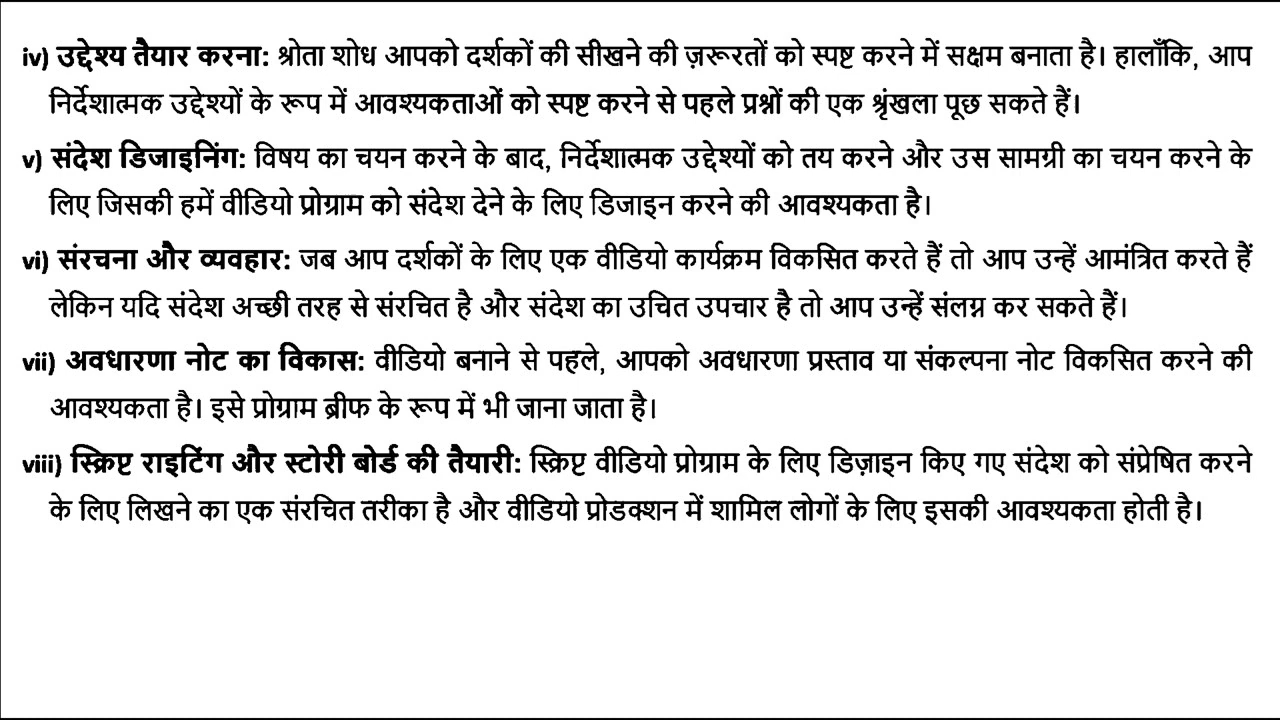 iv) उद्देश्य तैयार करना: श्रोता शोध आपको दर्शकों की सीखने की ज़रूरतों को स्पष्ट करने में सक्षम बनाता है। हालाँकि, आप
निर्देशात्मक उद्देश्यों के रूप में आवश्यकताओं को स्पष्ट करने से पहले प्रश्नों की एक श्रृंखला पूछ सकते हैं।
v) संदेश डिजाइनिंग: विषय का चयन करने के बाद, निर्देशात्मक उद्देश्यों को तय करने और उस सामग्री का चयन करने के
लिए जिसकी हमें वीडियो प्रोग्राम को संदेश देने के लिए डिजाइन करने की आवश्यकता है।
vi) संरचना और व्यवहार: जब आप दर्शकों के लिए एक वीडियो कार्यक्रम विकसित करते हैं तो आप उन्हें आमंत्रित करते हैं
लेकिन यदि संदेश अच्छी तरह से संरचित है और संदेश का उचित उपचार है तो आप उन्हें संलग्न कर सकते हैं।
vii) अवधारणा नोट का विकास: वीडियो बनाने से पहले, आपको अवधारणा प्रस्ताव या संकल्पना नोट विकसित करने की
आवश्यकता है। इसे प्रोग्राम ब्रीफ के रूप में भी जाना जाता है।
viii) स्क्रिप्ट राइटिंग और स्टोरी बोर्ड की तैयारी: स्क्रिप्ट वीडियो प्रोग्राम के लिए डिज़ाइन किए गए संदेश को संप्रेषित करने
के लिए लिखने का एक संरचित तरीका है और वीडियो प्रोडक्शन में शामिल लोगों के लिए इसकी आवश्यकता होती है।